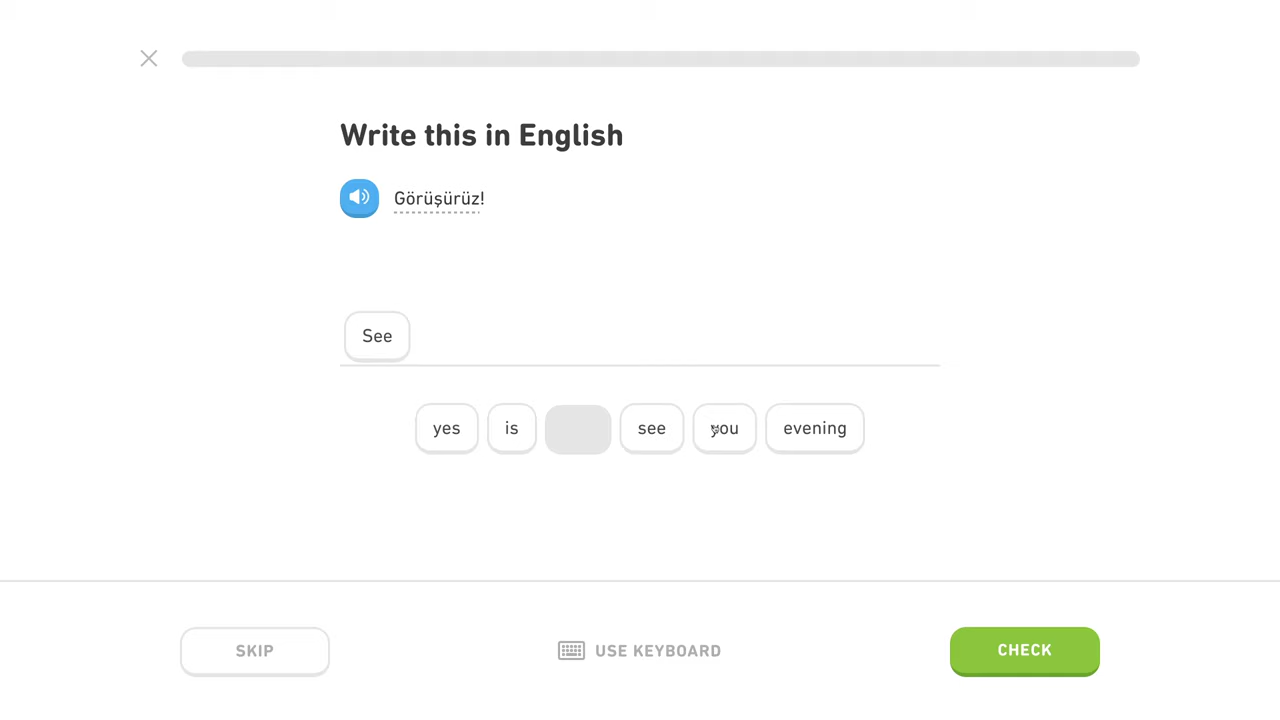 Write this in English
Görüşürüz!
See
yes is see you evening
SKIP USE KEYBOARD CHECK